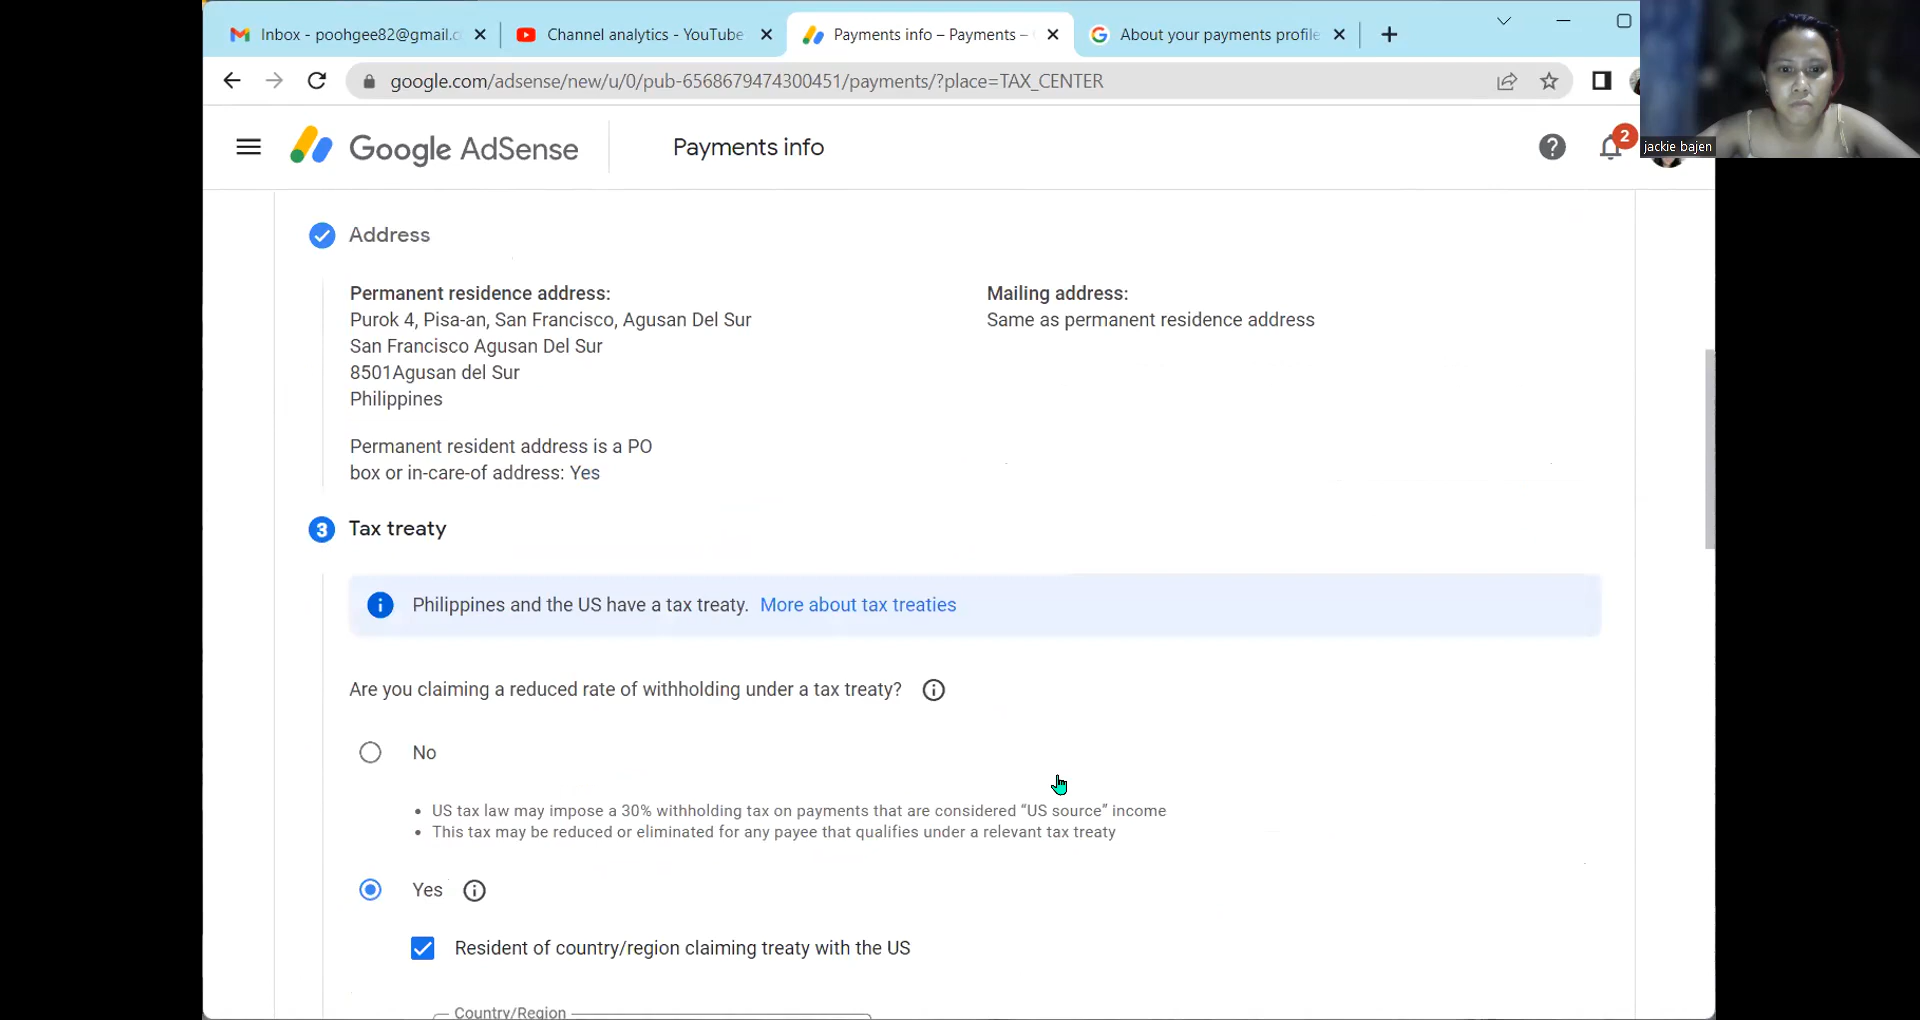 Inbox - poohgee82@gmail.c
Channel analytics - YouTube
Payments info – Payments –
About your payments profile
google.com/adsense/new/u/0/pub-6568679474300451/payments/?place=TAX_CENTER
Google AdSense
Payments info
2
jackie bajen
Address
Permanent residence address:
Purok 4, Pisa-an, San Francisco, Agusan Del Sur
San Francisco Agusan Del Sur
8501Agusan del Sur
Philippines
Mailing address:
Same as permanent residence address
Permanent resident address is a PO
box or in-care-of address: Yes
3 Tax treaty
Philippines and the US have a tax treaty. More about tax treaties
Are you claiming a reduced rate of withholding under a tax treaty?
No
• US tax law may impose a 30% withholding tax on payments that are considered “US source” income
• This tax may be reduced or eliminated for any payee that qualifies under a relevant tax treaty
Yes
Resident of country/region claiming treaty with the US
Country/Region